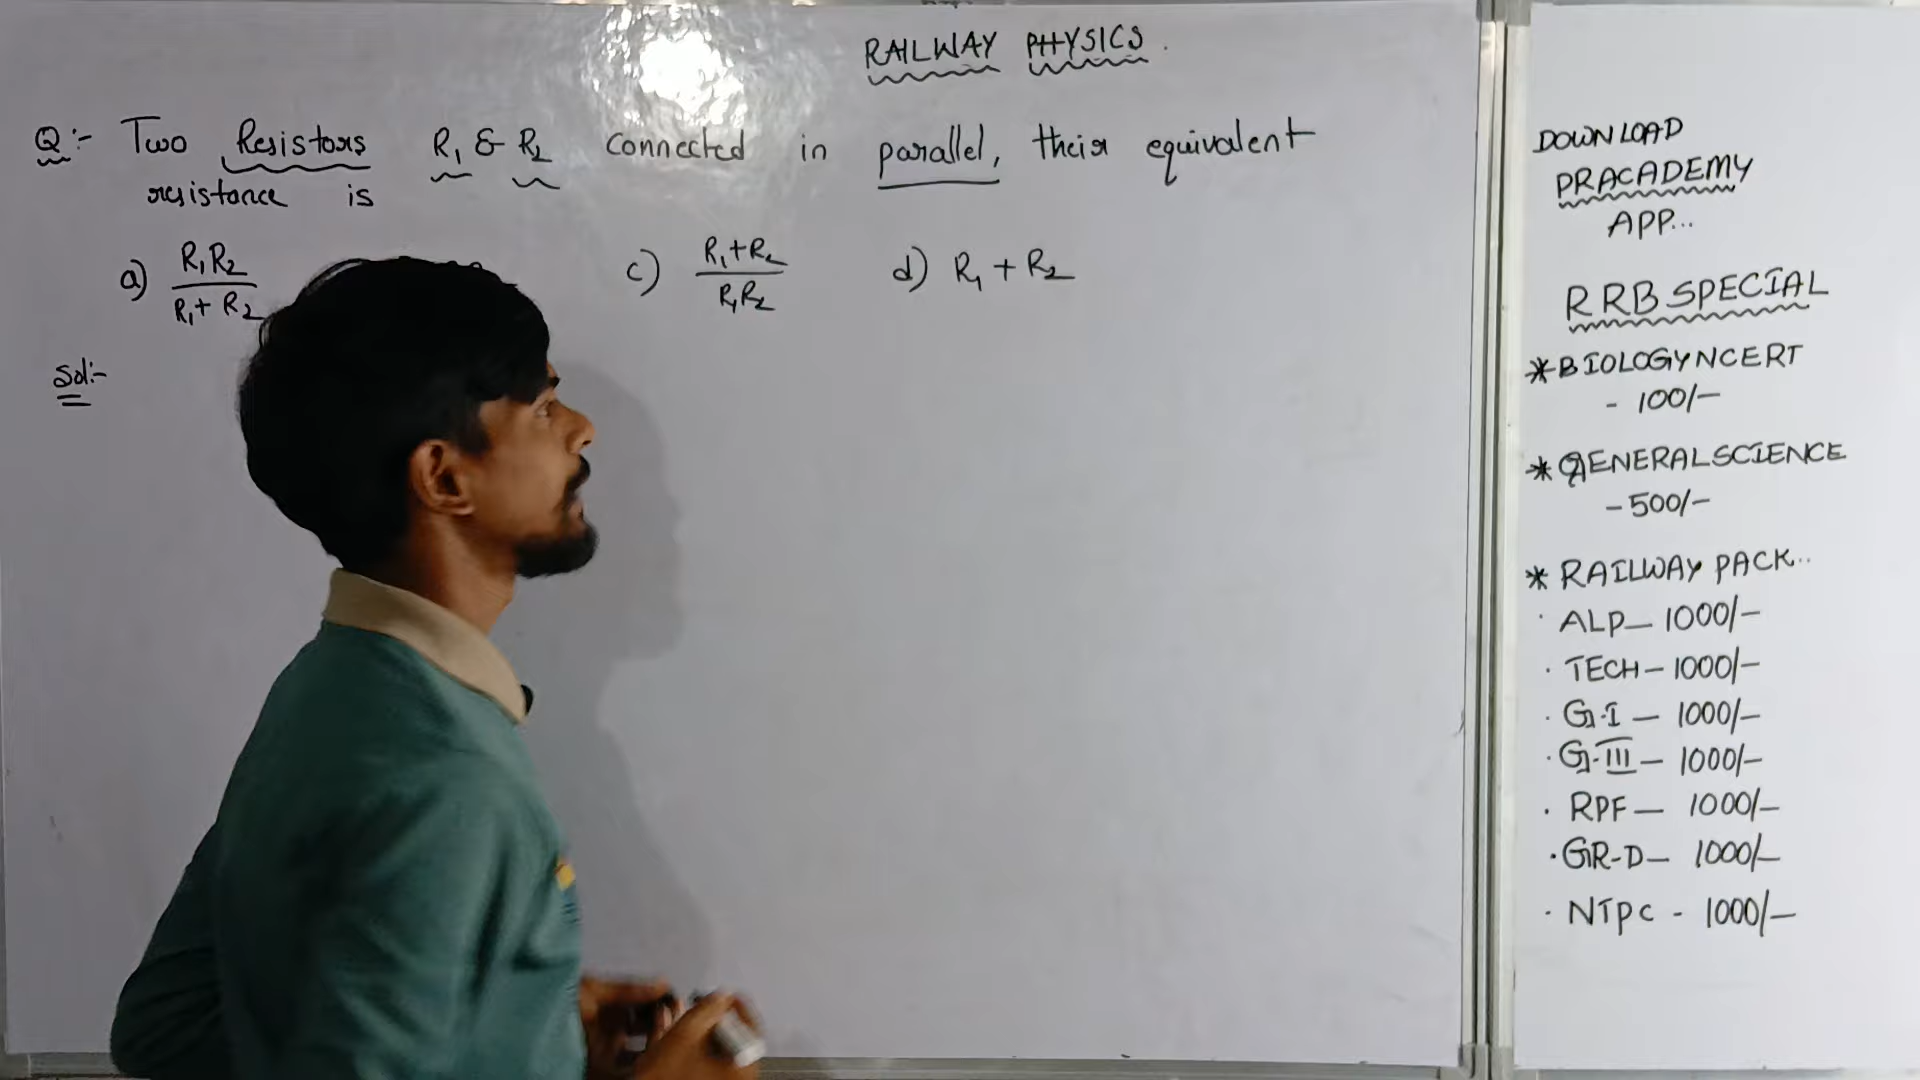 RAILWAY PHYSICS.
Q:- Two Resistors R₁ & R₂ connected in parallel, their equivalent
resistance is
a) R₁R₂ / R₁+R₂ c) R₁+R₂ / R₁R₂ d) R₁ + R₂
Sol:-
DOWNLOAD
PRACADEMY
APP...
RRB SPECIAL
* BIOLOGY NCERT
- 100/-
* GENERAL SCIENCE
- 500/-
* RAILWAY PACK..
· ALP - 1000/-
· TECH - 1000/-
· G-I - 1000/-
· G-III - 1000/-
· RPF - 1000/-
· GR-D - 1000/-
· NTPC - 1000/-